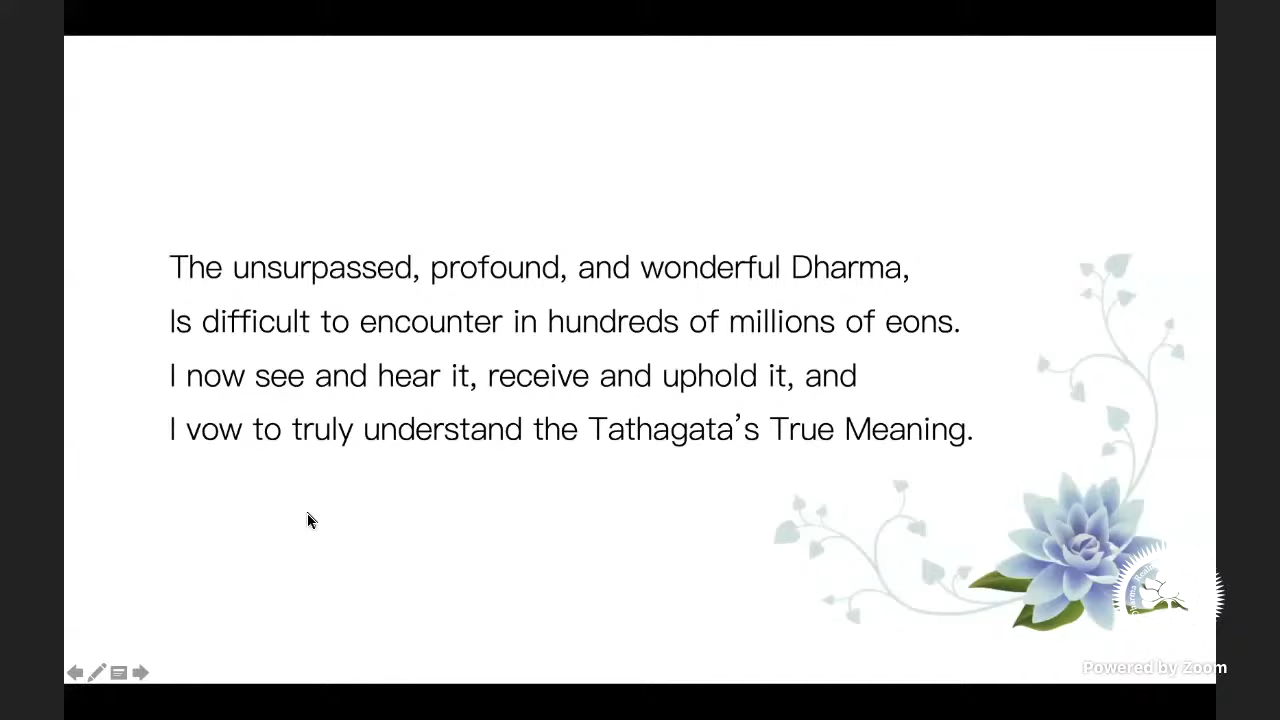 The unsurpassed, profound, and wonderful Dharma,
Is difficult to encounter in hundreds of millions of eons.
I now see and hear it, receive and uphold it, and
I vow to truly understand the Tathagata’s True Meaning.
Dharma
Powered by Zoom